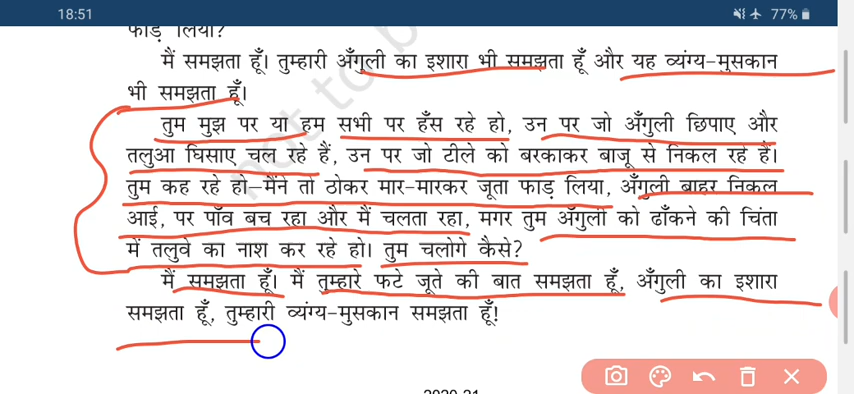 18:51
77%
फाड़ लिया?
मैं समझता हूँ। तुम्हारी अँगुली का इशारा भी समझता हूँ और यह व्यंग्य-मुसकान
भी समझता हूँ।
तुम मुझ पर या हम सभी पर हँस रहे हो, उन पर जो अँगुली छिपाए और
तलुआ घिसाए चल रहे हैं, उन पर जो टीले को बरकाकर बाजू से निकल रहे हैं।
तुम कह रहे हो–मैंने तो ठोकर मार-मारकर जूता फाड़ लिया, अँगुली बाहर निकल
आई, पर पाँव बच रहा और मैं चलता रहा, मगर तुम अँगुली को ढाँकने की चिंता
में तलुवे का नाश कर रहे हो। तुम चलोगे कैसे?
मैं समझता हूँ। मैं तुम्हारे फटे जूते की बात समझता हूँ, अँगुली का इशारा
समझता हूँ, तुम्हारी व्यंग्य-मुसकान समझता हूँ!
2020-21